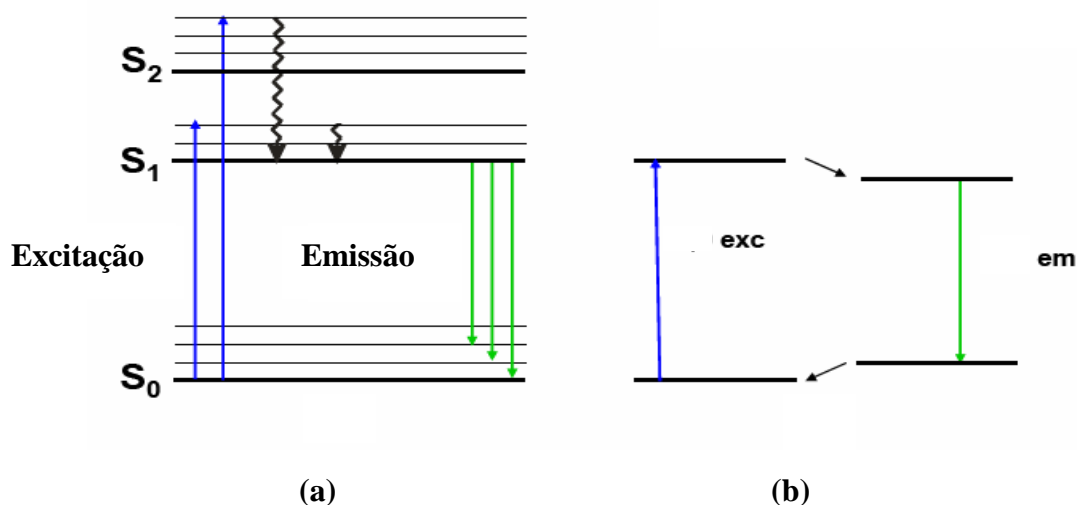 S₂
S₁
Excitação
Emissão
exc
em
S₀
(a)
(b)